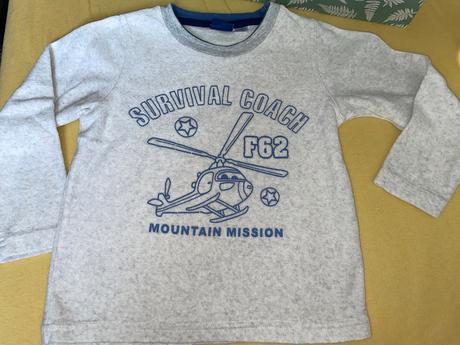 SURVIVAL COACH
F62
MOUNTAIN MISSION